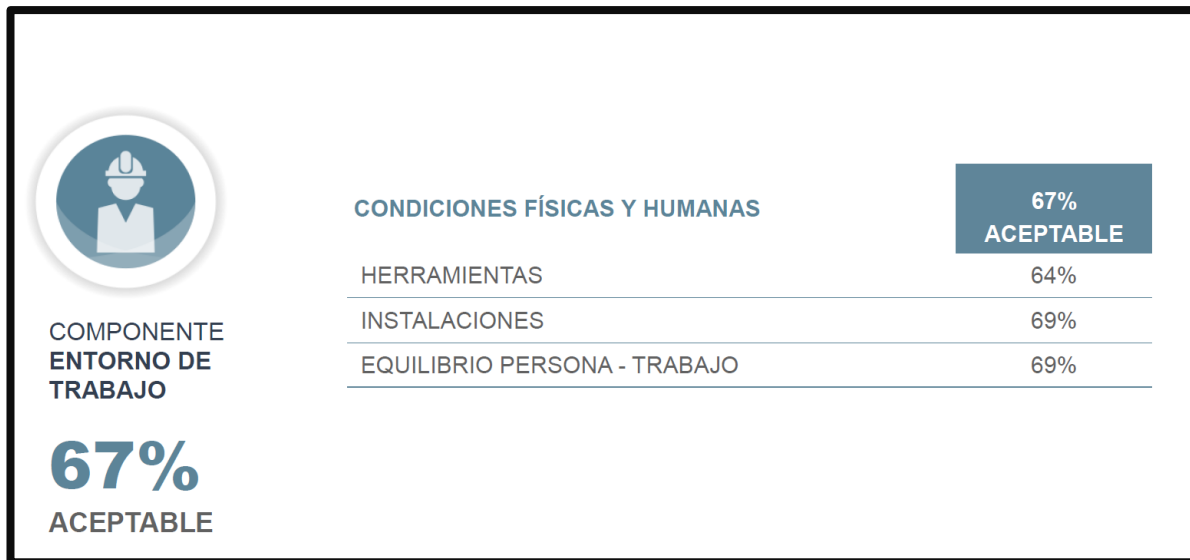 COMPONENTE
ENTORNO DE
TRABAJO
67%
ACEPTABLE
CONDICIONES FÍSICAS Y HUMANAS 67%
ACEPTABLE
HERRAMIENTAS 64%
INSTALACIONES 69%
EQUILIBRIO PERSONA - TRABAJO 69%